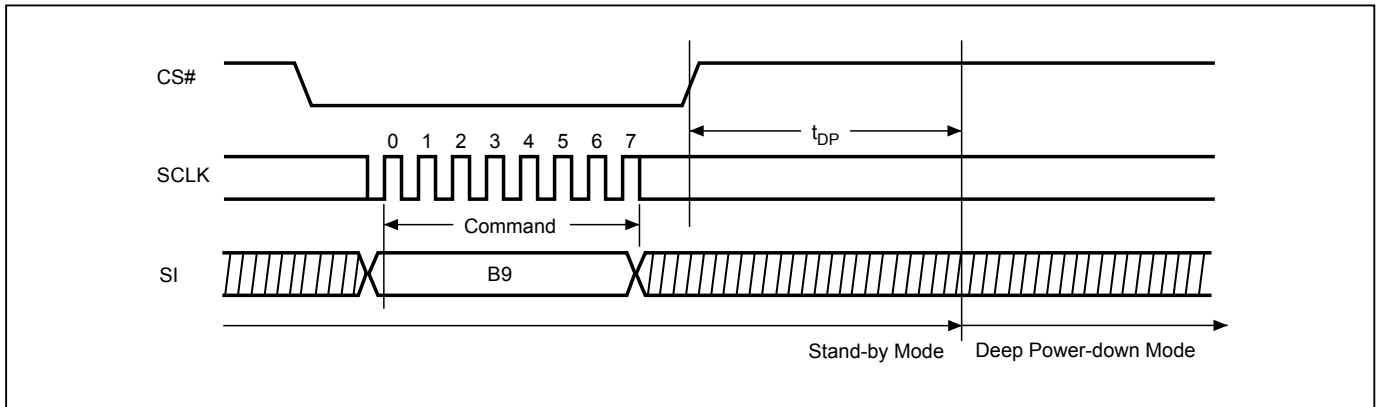 CS#
tDP
0 1 2 3 4 5 6 7
SCLK
Command
SI
B9
Stand-by Mode
Deep Power-down Mode